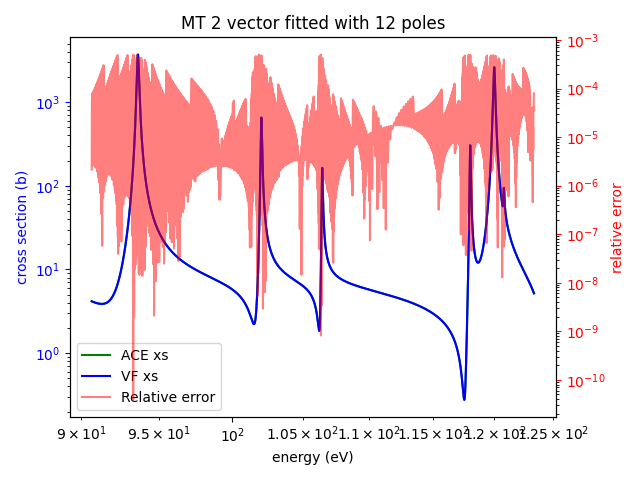 MT 2 vector fitted with 12 poles
cross section (b)
10³
10²
10¹
10⁰
10⁻³
10⁻⁴
10⁻⁵
10⁻⁶
10⁻⁷
10⁻⁸
10⁻⁹
10⁻¹⁰
relative error
ACE xs
VF xs
Relative error
9 × 10¹ 9.5 × 10¹ 10² 1.05 × 10² 1.1 × 10² 1.15 × 10² 1.2 × 10² 1.25 × 10²
energy (eV)